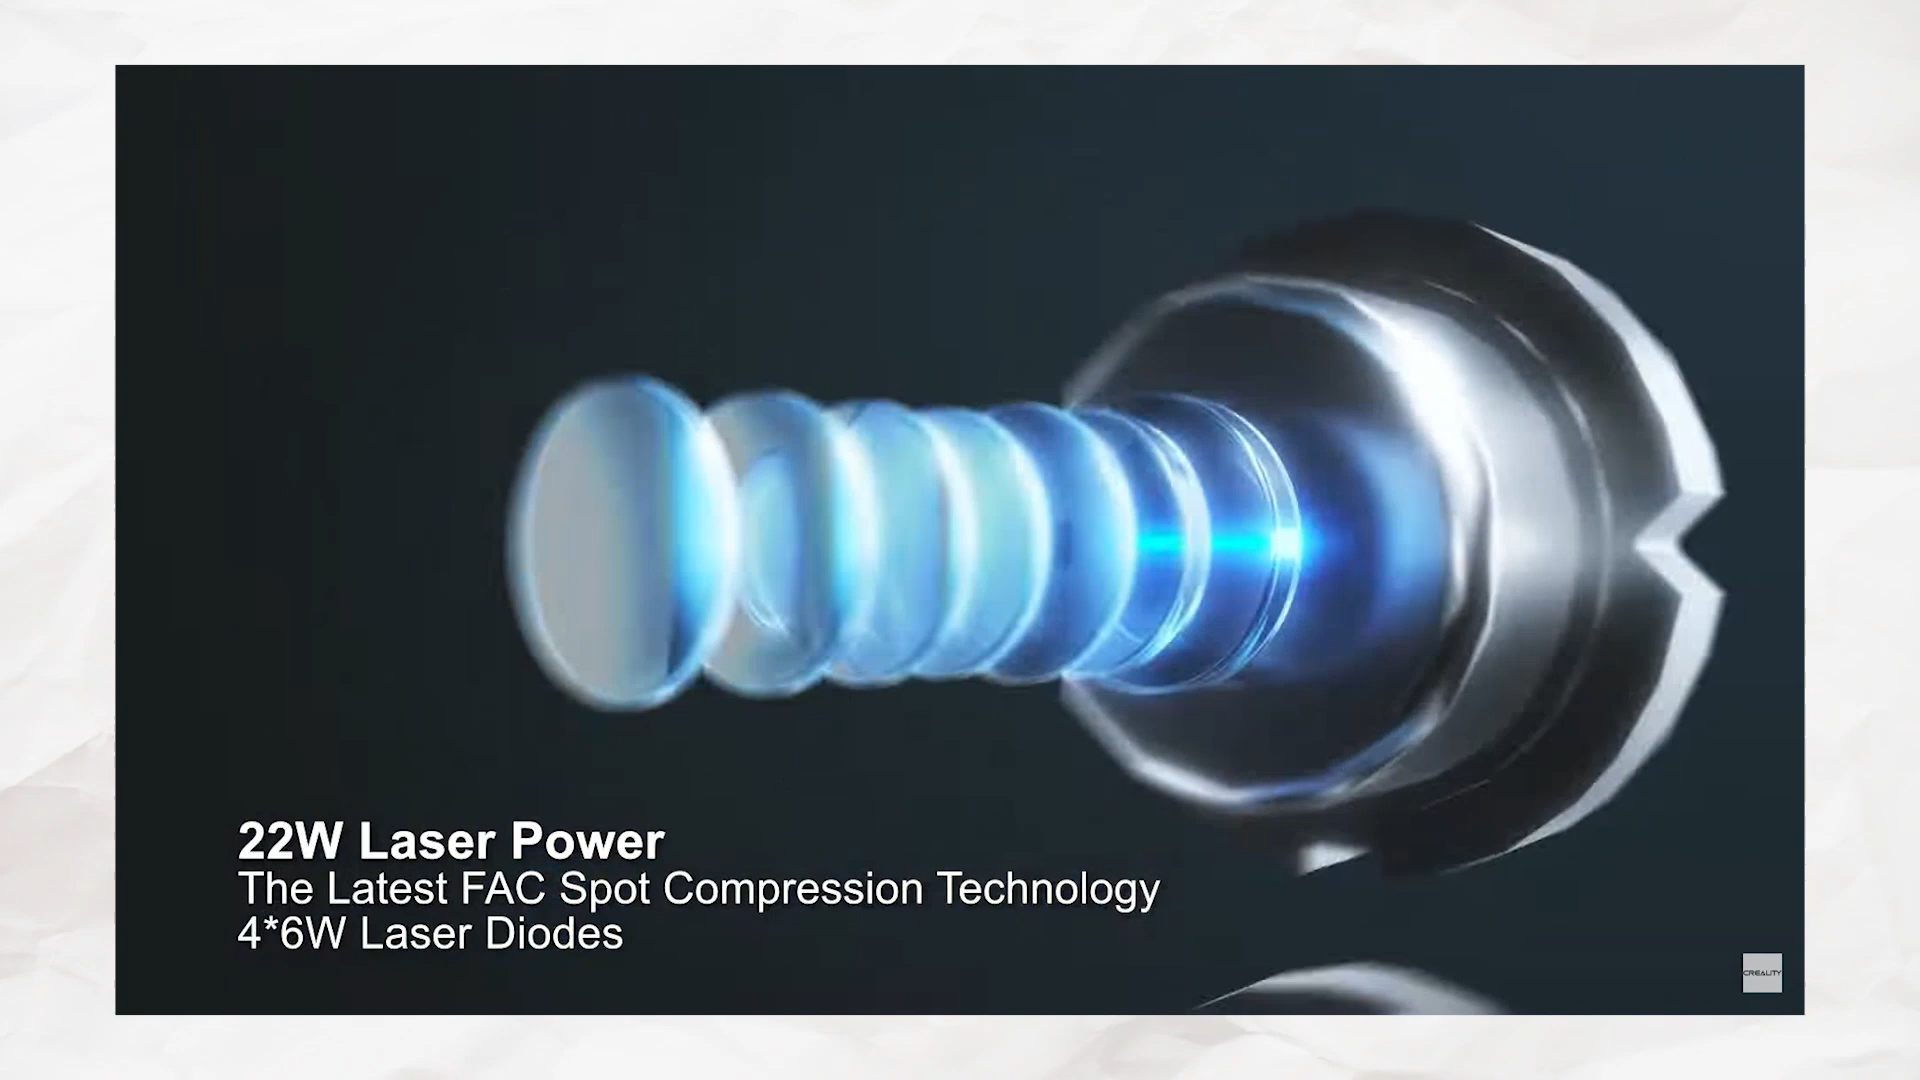 22W Laser Power
The Latest FAC Spot Compression Technology
4*6W Laser Diodes
CREALITY